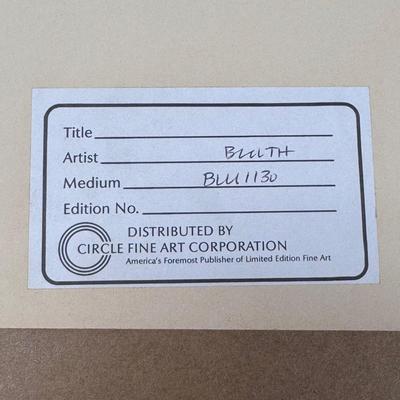 Title
Artist BLUTH
Medium BLU1130
Edition No.
DISTRIBUTED BY
CIRCLE FINE ART CORPORATION
America's Foremost Publisher of Limited Edition Fine Art